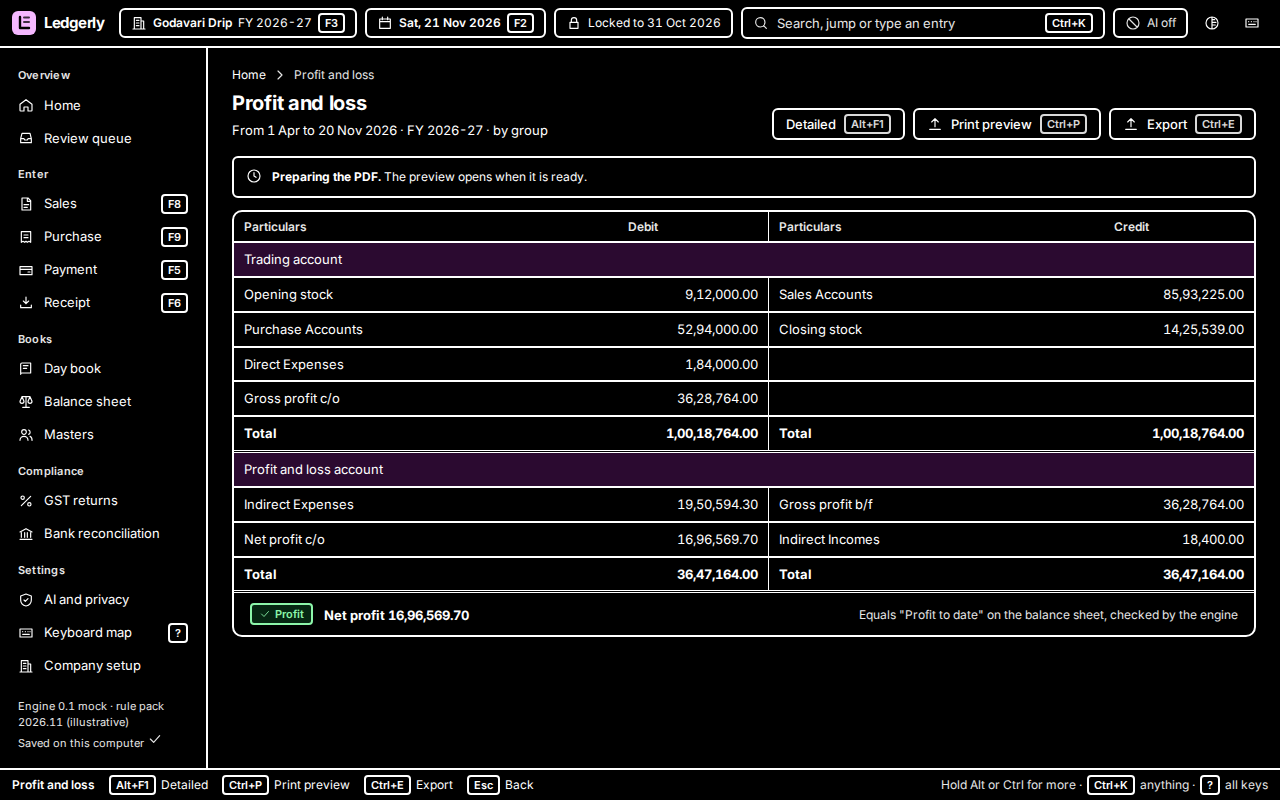 Ledgerly
Godavari Drip FY 2026-27 F3
Sat, 21 Nov 2026 F2
Locked to 31 Oct 2026
Search, jump or type an entry Ctrl+K
AI off
Overview
Home
Review queue
Enter
Sales F8
Purchase F9
Payment F5
Receipt F6
Books
Day book
Balance sheet
Masters
Compliance
GST returns
Bank reconciliation
Settings
AI and privacy
Keyboard map ?
Company setup
Engine 0.1 mock · rule pack
2026.11 (illustrative)
Saved on this computer
Home > Profit and loss
Profit and loss
From 1 Apr to 20 Nov 2026 · FY 2026-27 · by group
Detailed Alt+F1
Print preview Ctrl+P
Export Ctrl+E
Preparing the PDF. The preview opens when it is ready.
Particulars Debit Particulars Credit
Trading account
Opening stock 9,12,000.00 Sales Accounts 85,93,225.00
Purchase Accounts 52,94,000.00 Closing stock 14,25,539.00
Direct Expenses 1,84,000.00
Gross profit c/o 36,28,764.00
Total 1,00,18,764.00 Total 1,00,18,764.00
Profit and loss account
Indirect Expenses 19,50,594.30 Gross profit b/f 36,28,764.00
Net profit c/o 16,96,569.70 Indirect Incomes 18,400.00
Total 36,47,164.00 Total 36,47,164.00
Profit Net profit 16,96,569.70 Equals "Profit to date" on the balance sheet, checked by the engine
Profit and loss Alt+F1 Detailed Ctrl+P Print preview Ctrl+E Export Esc Back Hold Alt or Ctrl for more · Ctrl+K anything · ? all keys